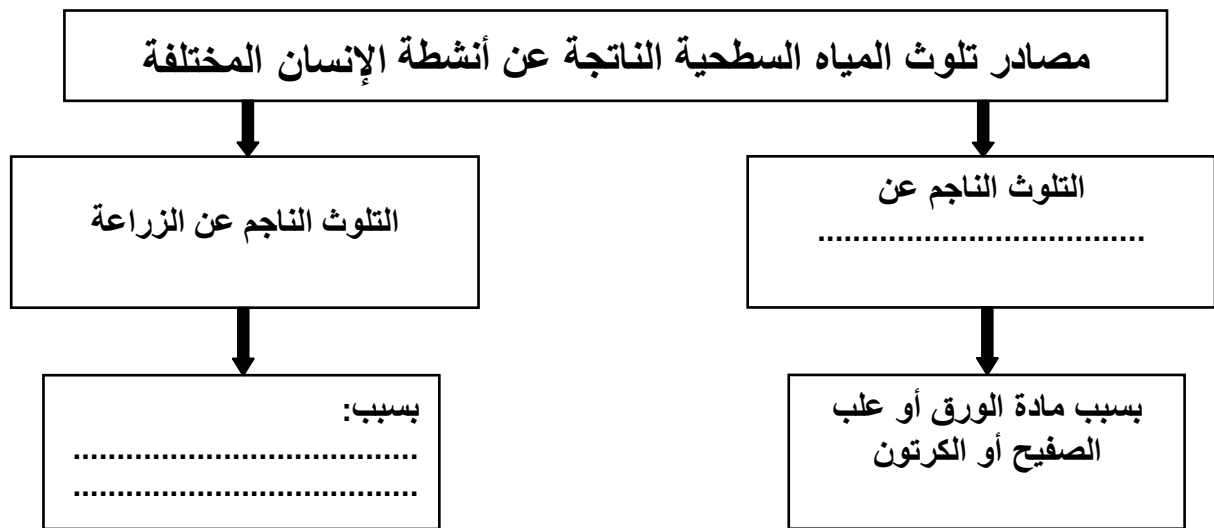 مصادر تلوث المياه السطحية الناتجة عن أنشطة الإنسان المختلفة
التلوث الناجم عن
.....................................
التلوث الناجم عن الزراعة
بسبب مادة الورق أو علب
الصفيح أو الكرتون
بسبب:
.......................................
.......................................